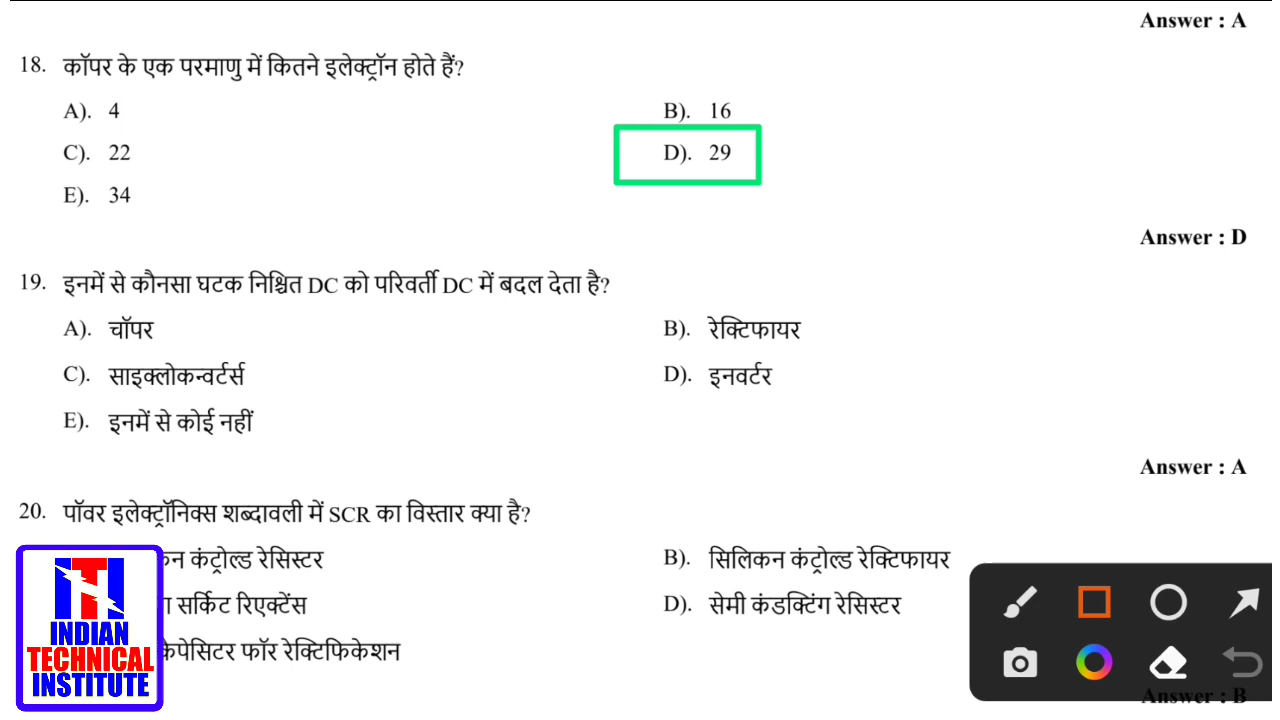 Answer : A
18. कॉपर के एक परमाणु में कितने इलेक्ट्रॉन होते हैं?
A). 4 B). 16
C). 22 D). 29
E). 34
Answer : D
19. इनमें से कौनसा घटक निश्चित DC को परिवर्ती DC में बदल देता है?
A). चॉपर B). रेक्टिफायर
C). साइक्लोकन्वर्टर्स D). इनवर्टर
E). इनमें से कोई नहीं
Answer : A
20. पॉवर इलेक्ट्रॉनिक्स शब्दावली में SCR का विस्तार क्या है?
कंट्रोल्ड रेसिस्टर B). सिलिकन कंट्रोल्ड रेक्टिफायर
सर्किट रिएक्टेंस D). सेमी कंडक्टिंग रेसिस्टर
केपेसिटर फॉर रेक्टिफिकेशन
Answer : B
INDIAN
TECHNICAL
INSTITUTE